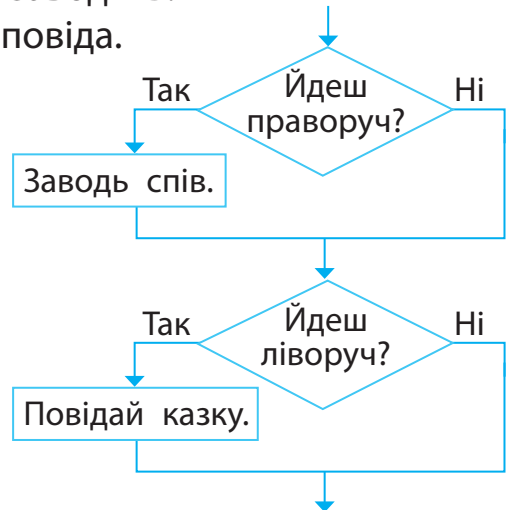 повіда.
Так
Йдеш
праворуч?
Ні
Заводь спів.
Так
Йдеш
ліворуч?
Ні
Повідай казку.